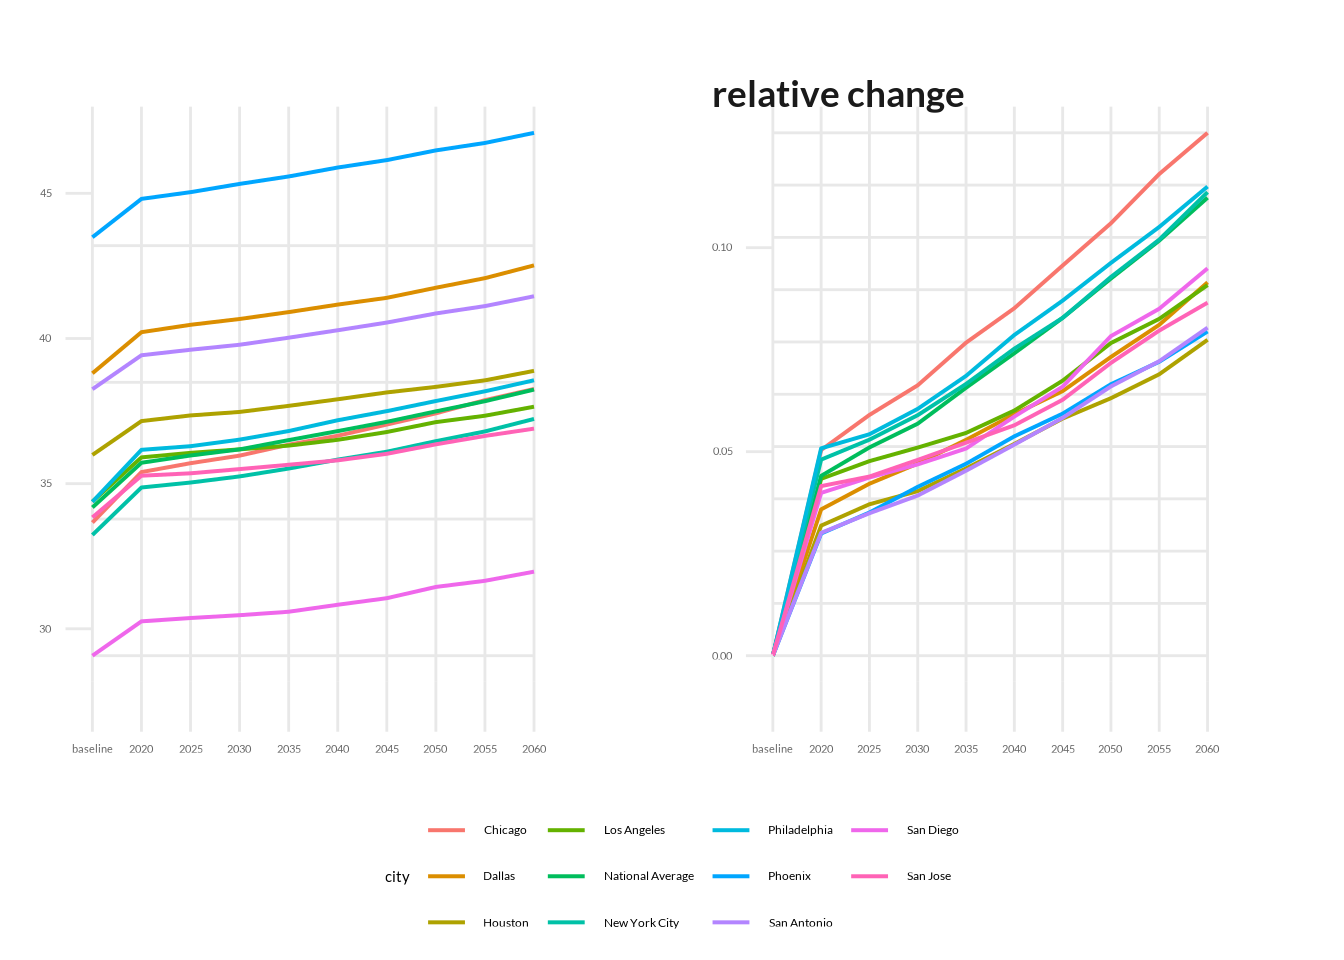 relative change
45
40
35
30
baseline 2020 2025 2030 2035 2040 2045 2050 2055 2060
0.10
0.05
0.00
baseline 2020 2025 2030 2035 2040 2045 2050 2055 2060
city
Chicago Los Angeles Philadelphia San Diego
Dallas National Average Phoenix San Jose
Houston New York City San Antonio